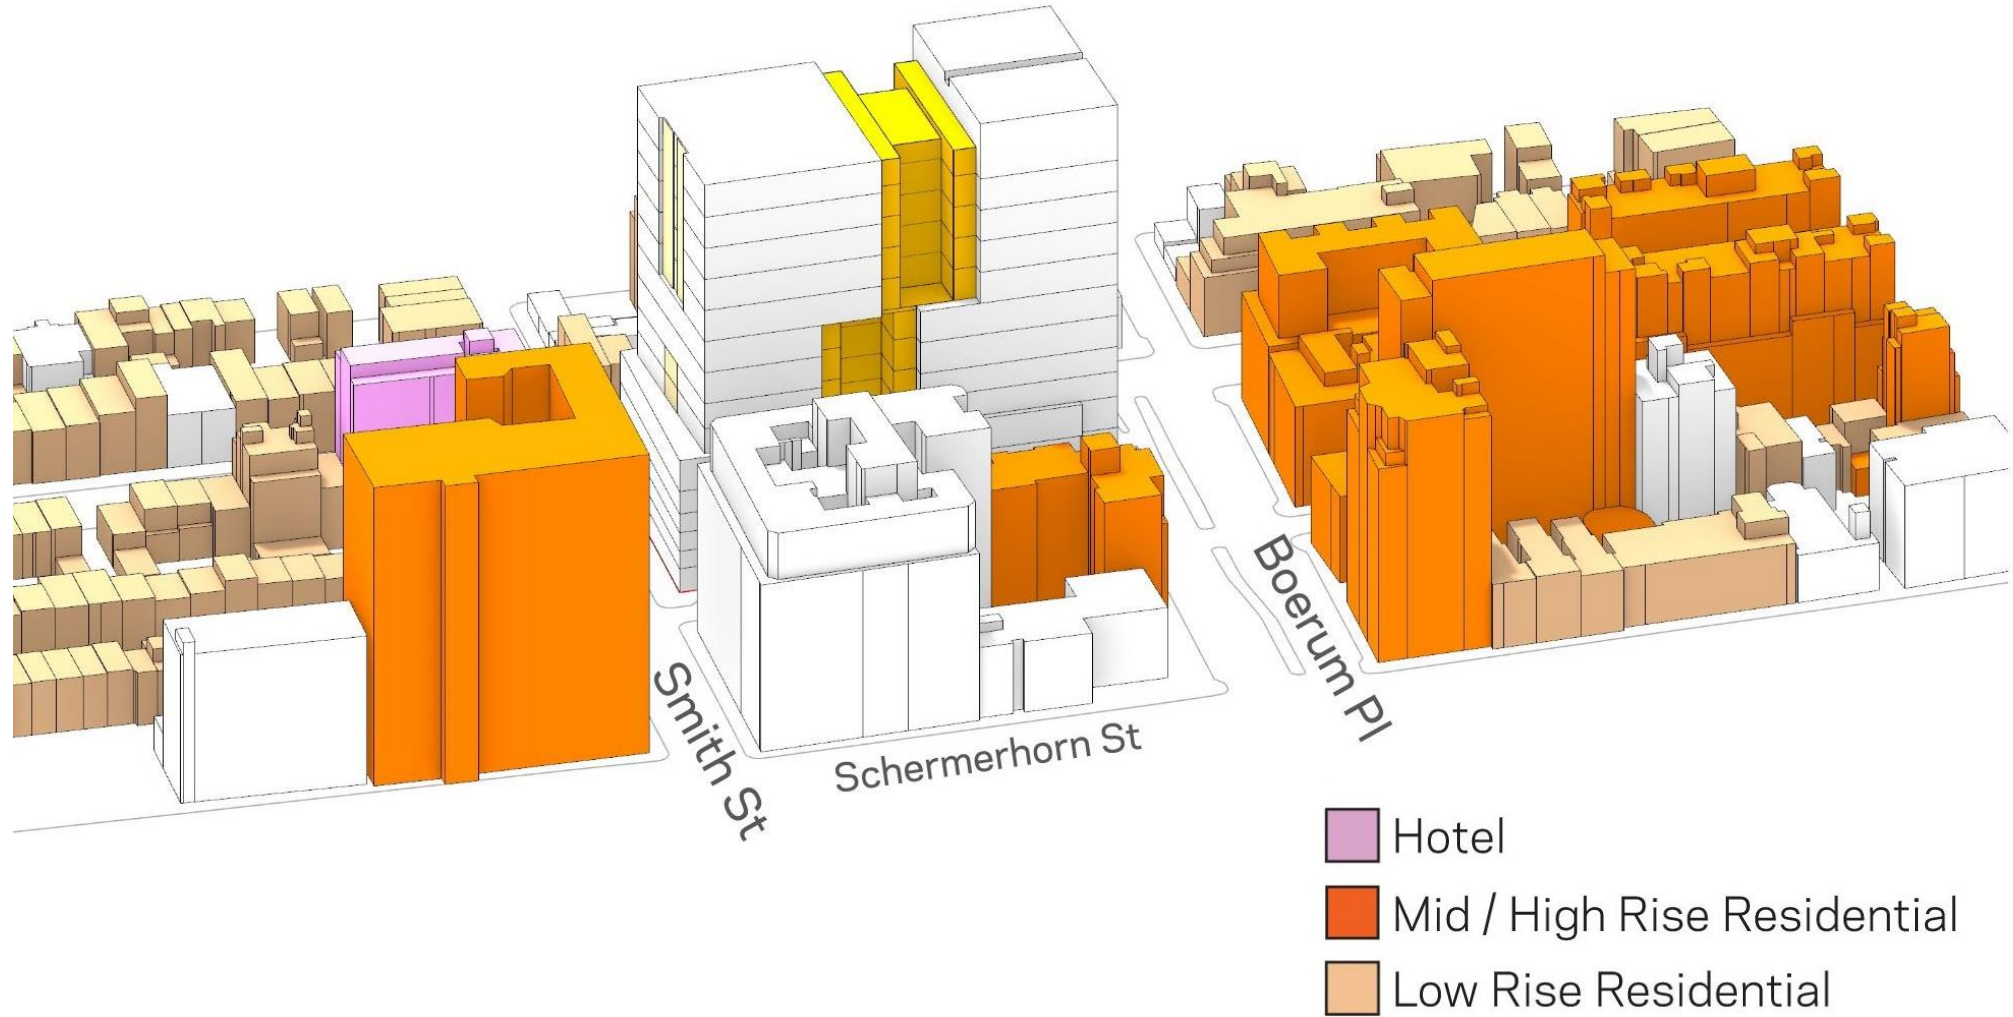 Boerum Pl
Smith St
Schermerhorn St
Hotel
Mid / High Rise Residential
Low Rise Residential